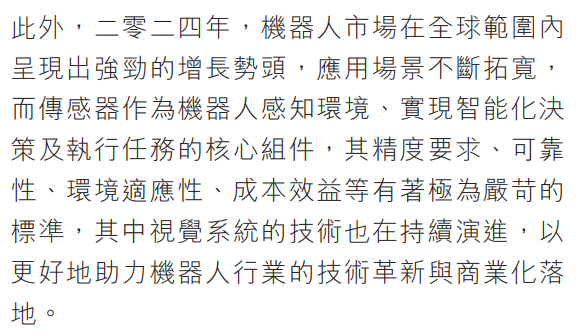 此外，二零二四年，機器人市場在全球範圍內
呈現出強勁的增長勢頭，應用場景不斷拓寬，
而傳感器作為機器人感知環境、實現智能化決
策及執行任務的核心組件，其精度要求、可靠
性、環境適應性、成本效益等有著極為嚴苛的
標準，其中視覺系統的技術也在持續演進，以
更好地助力機器人行業的技術革新與商業化落
地。